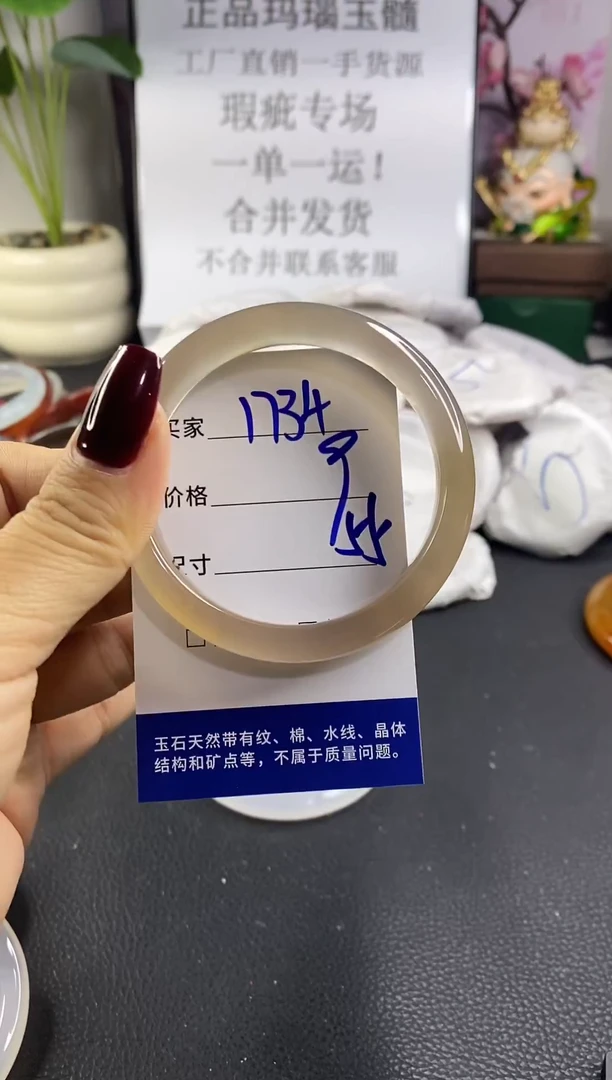 正品玛瑙玉髓
工厂直销一手货源
瑕疵专场
一单一运！
合并发货
不合并联系客服
买家 1734
价格
尺寸
玉石天然带有纹、棉、水线、晶体
结构和矿点等，不属于质量问题。